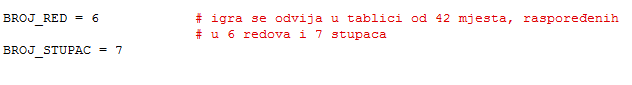 BROJ_RED = 6 # igra se odvija u tablici od 42 mjesta, raspoređenih
# u 6 redova i 7 stupaca
BROJ_STUPAC = 7